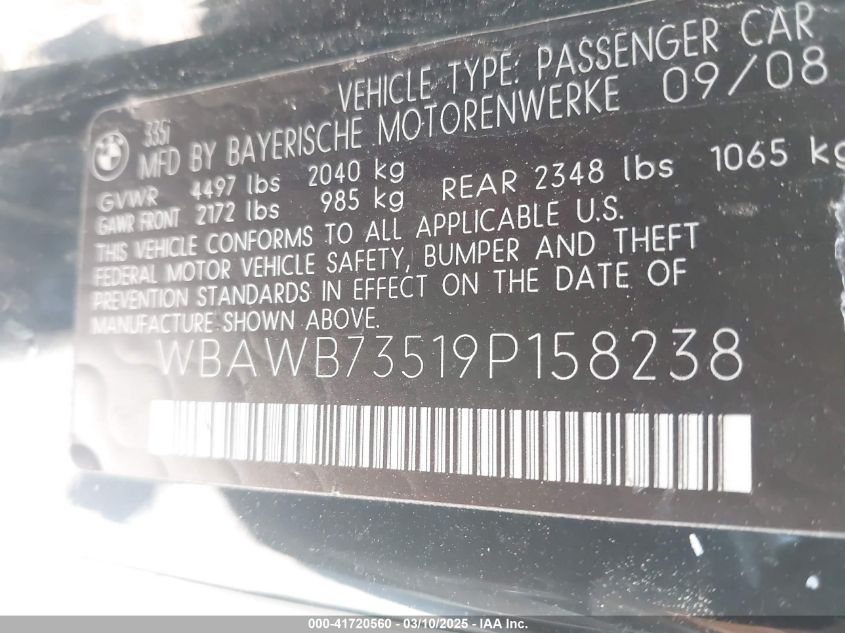 VEHICLE TYPE: PASSENGER CAR
335i
MFD BY BAYERISCHE MOTORENWERKE 09/08
GVWR 4497 lbs 2040 kg
GAWR FRONT 2172 lbs 985 kg REAR 2348 lbs 1065 kg
THIS VEHICLE CONFORMS TO ALL APPLICABLE U.S.
FEDERAL MOTOR VEHICLE SAFETY, BUMPER AND THEFT
PREVENTION STANDARDS IN EFFECT ON THE DATE OF
MANUFACTURE SHOWN ABOVE.
WBAWB73519P158238
000-41720560 - 03/10/2025 - IAA Inc.